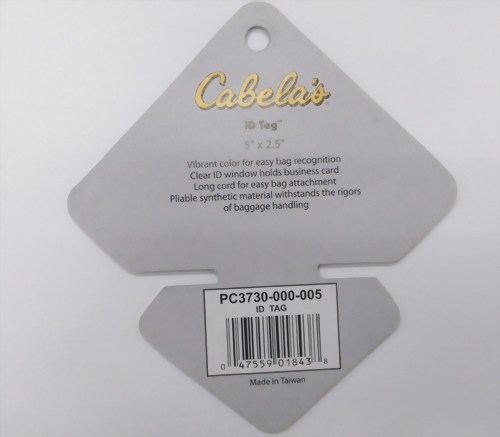 Cabela's
ID Tag™
5" x 2.5"
Vibrant color for easy bag recognition
Clear ID window holds business card
Long cord for easy bag attachment
Pliable synthetic material withstands the rigors
of baggage handling
PC3730-000-005
ID TAG
0 47559 01843 8
Made in Taiwan